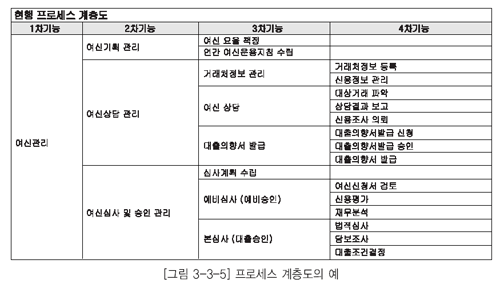 현행 프로세스 계층도
1차기능 2차기능 3차기능 4차기능
여신관리
여신기획 관리
여신 요율 책정
연간 여신운용지침 수립
여신상담 관리
거래처정보 관리
거래처정보 등록
신용정보 관리
여신 상담
대상거래 파악
상담결과 보고
신용조사 의뢰
대출의향서 발급
대출의향서발급 신청
대출의향서발급 승인
대출의향서 발급
여신심사 및 승인 관리
심사계획 수립
예비심사 (예비승인)
여신신청서 검토
신용평가
재무분석
본심사 (대출승인)
법적심사
담보조사
대출조건결정
[그림 3-3-5] 프로세스 계층도의 예